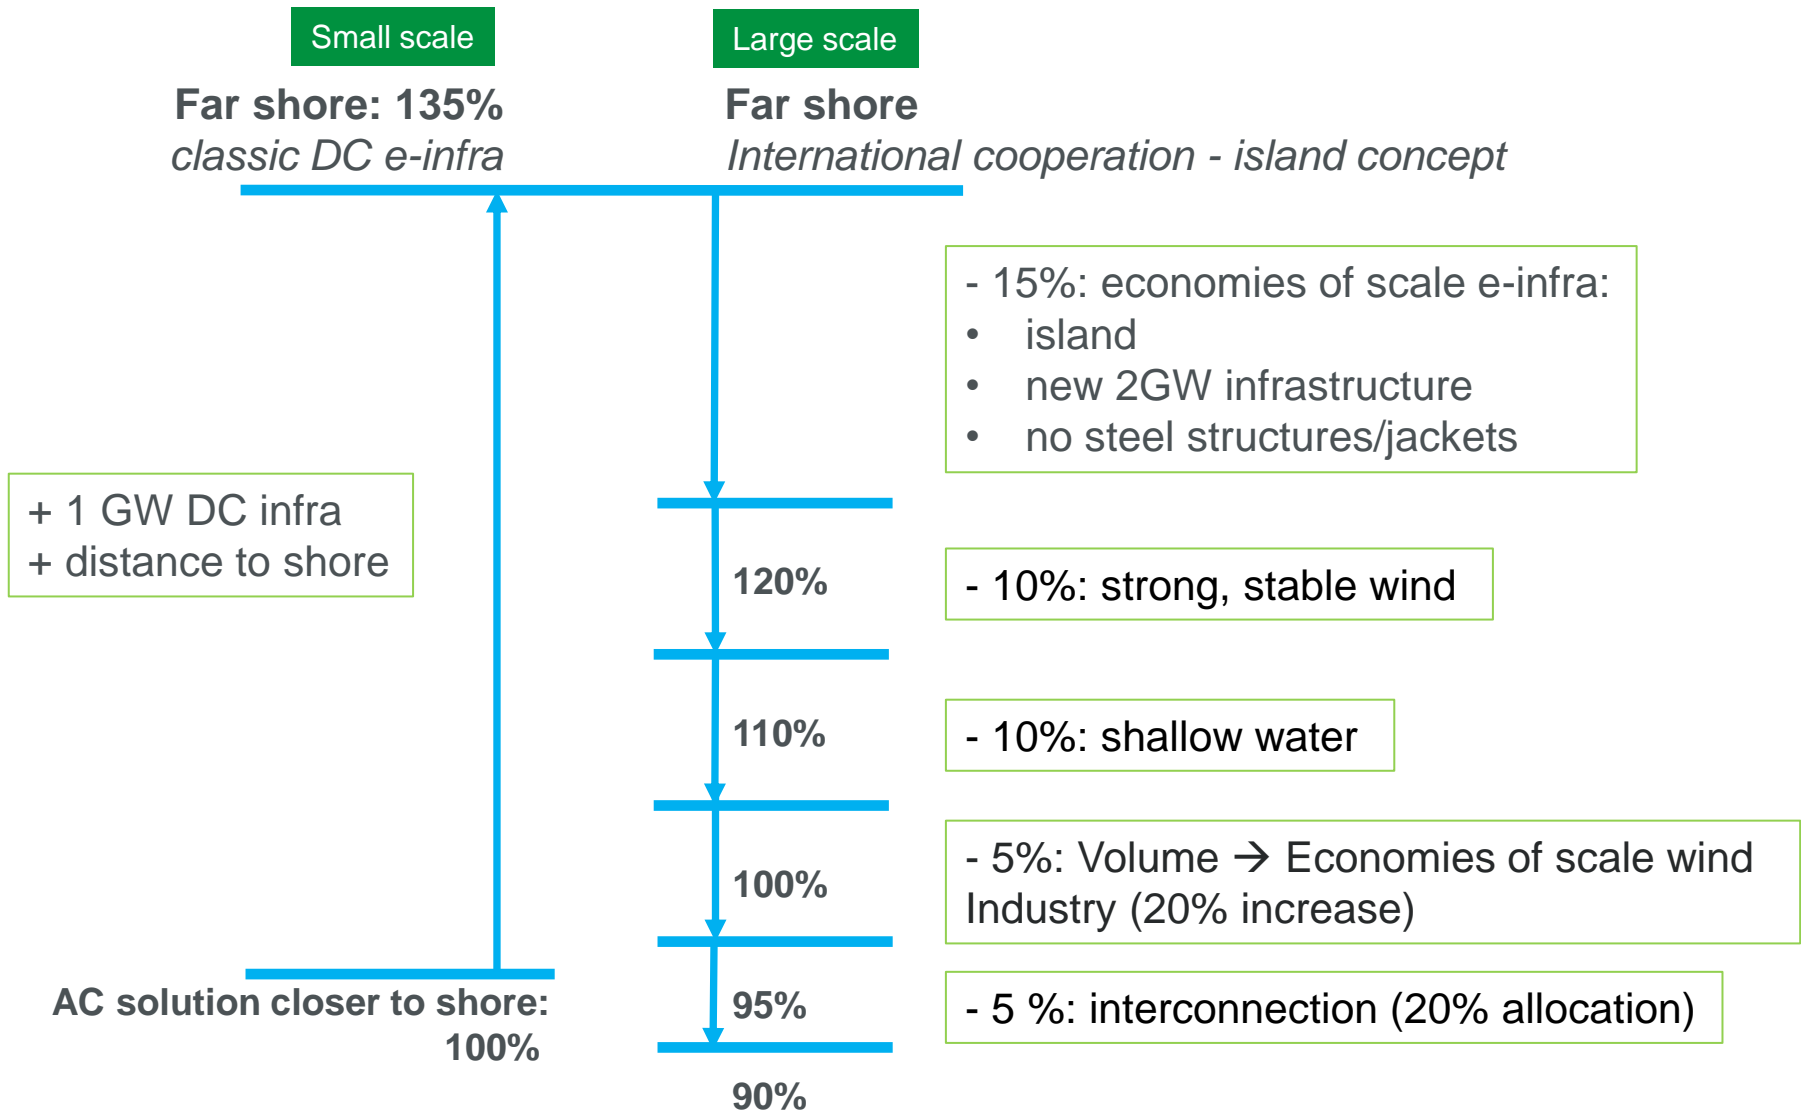 Small scale
Large scale
Far shore: 135%
classic DC e-infra
Far shore
International cooperation - island concept
- 15%: economies of scale e-infra:
• island
• new 2GW infrastructure
• no steel structures/jackets
+ 1 GW DC infra
+ distance to shore
120%
- 10%: strong, stable wind
110%
- 10%: shallow water
100%
- 5%: Volume → Economies of scale wind
Industry (20% increase)
AC solution closer to shore:
100%
95%
- 5 %: interconnection (20% allocation)
90%